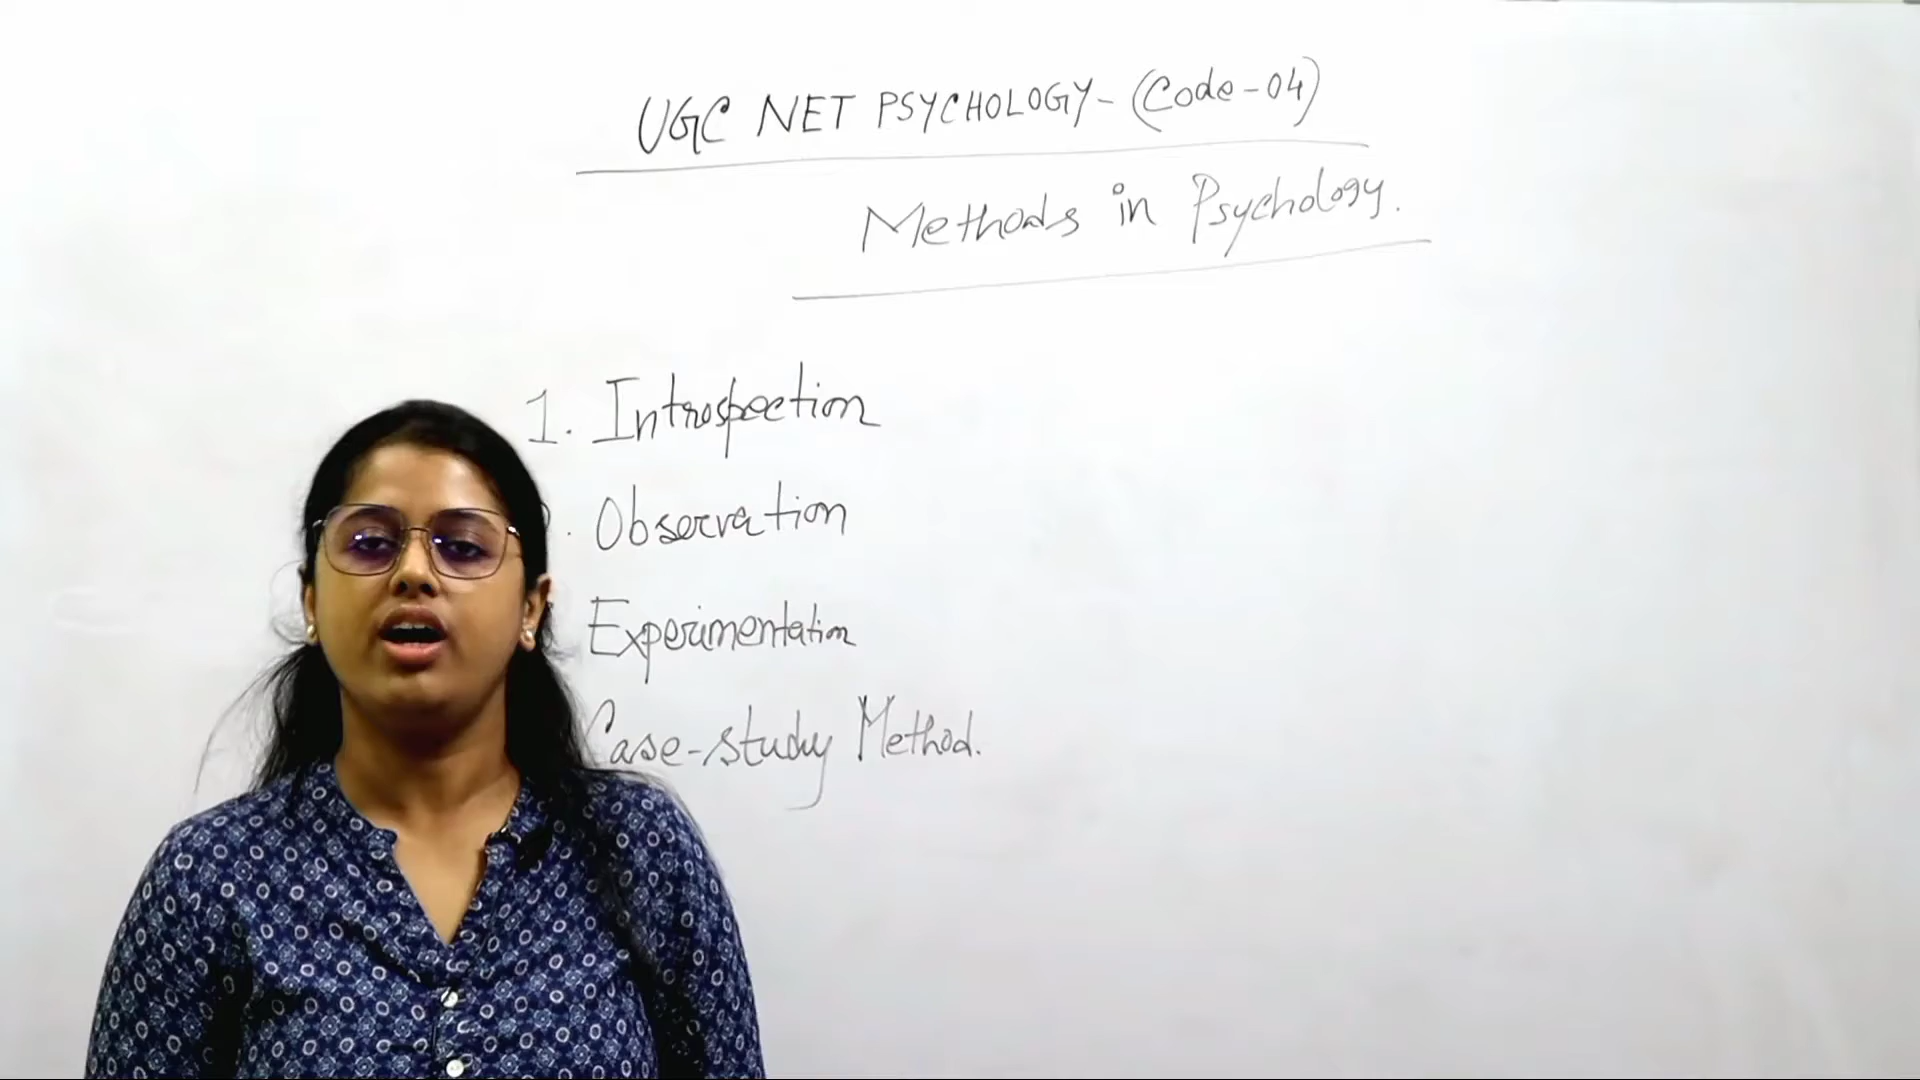 UGC NET PSYCHOLOGY - (Code-04)
Methods in Psychology.
1. Introspection
. Observation
Experimentation
Case-study Method.